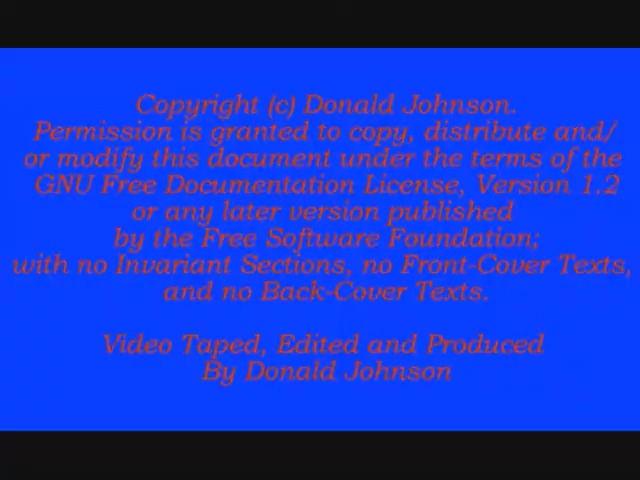 Copyright (c) Donald Johnson.
Permission is granted to copy, distribute and/
or modify this document under the terms of the
GNU Free Documentation License, Version 1.2
or any later version published
by the Free Software Foundation;
with no Invariant Sections, no Front-Cover Texts,
and no Back-Cover Texts.
Video Taped, Edited and Produced
By Donald Johnson